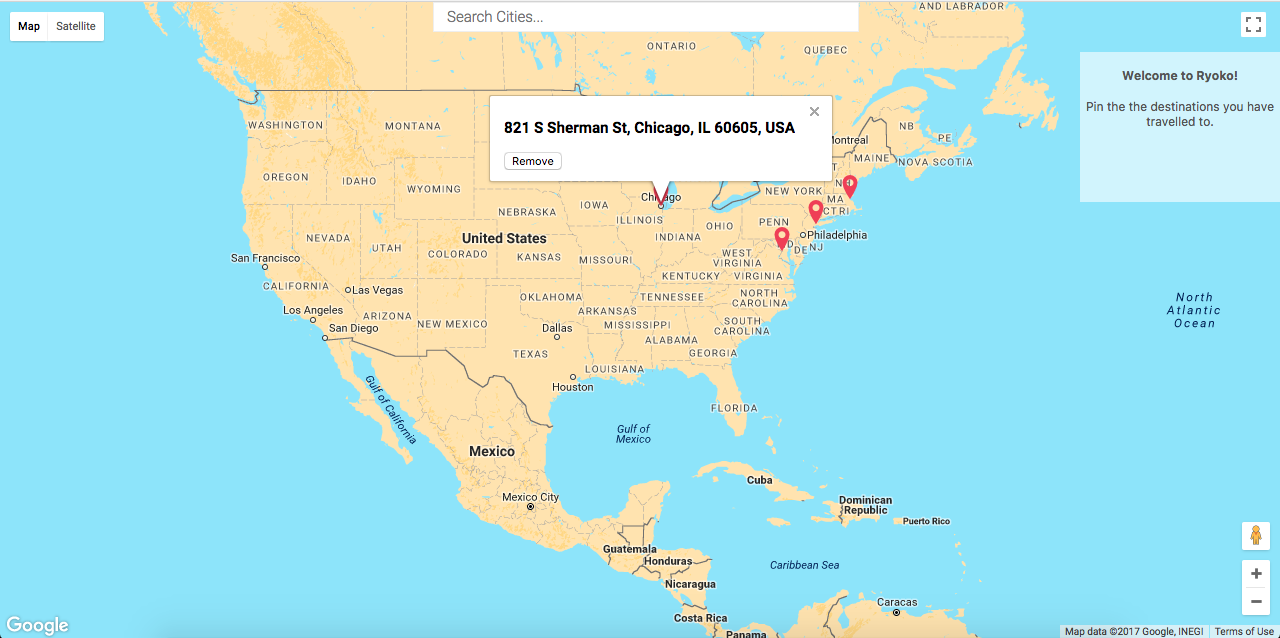 Map
Satellite
Search Cities...
AND LABRADOR
ONTARIO
QUEBEC
Welcome to Ryoko!
Pin the the destinations you have
travelled to.
821 S Sherman St, Chicago, IL 60605, USA
Remove
WASHINGTON
MONTANA
Montreal
NB
PE
MAINE
NOVA SCOTIA
OREGON
IDAHO
WYOMING
NEW YORK
MA
CT RI
Chicago
IOWA
NEBRASKA
ILLINOIS
INDIANA
OHIO
PENN
Philadelphia
DE
NJ
NEVADA
UTAH
United States
COLORADO
KANSAS
MISSOURI
WEST
VIRGINIA
San Francisco
KENTUCKY
VIRGINIA
CALIFORNIA
Las Vegas
OKLAHOMA
TENNESSEE
NORTH
CAROLINA
North
Atlantic
Ocean
Los Angeles
ARIZONA
NEW MEXICO
ARKANSAS
MISSISSIPPI
SOUTH
CAROLINA
San Diego
Dallas
ALABAMA
TEXAS
GEORGIA
LOUISIANA
Houston
Gulf of California
FLORIDA
Gulf of
Mexico
Mexico
Cuba
Mexico City
Dominican
Republic
Puerto Rico
Guatemala
Honduras
Caribbean Sea
Nicaragua
Caracas
Costa Rica
Panama
Google
Map data ©2017 Google, INEGI
Terms of Use